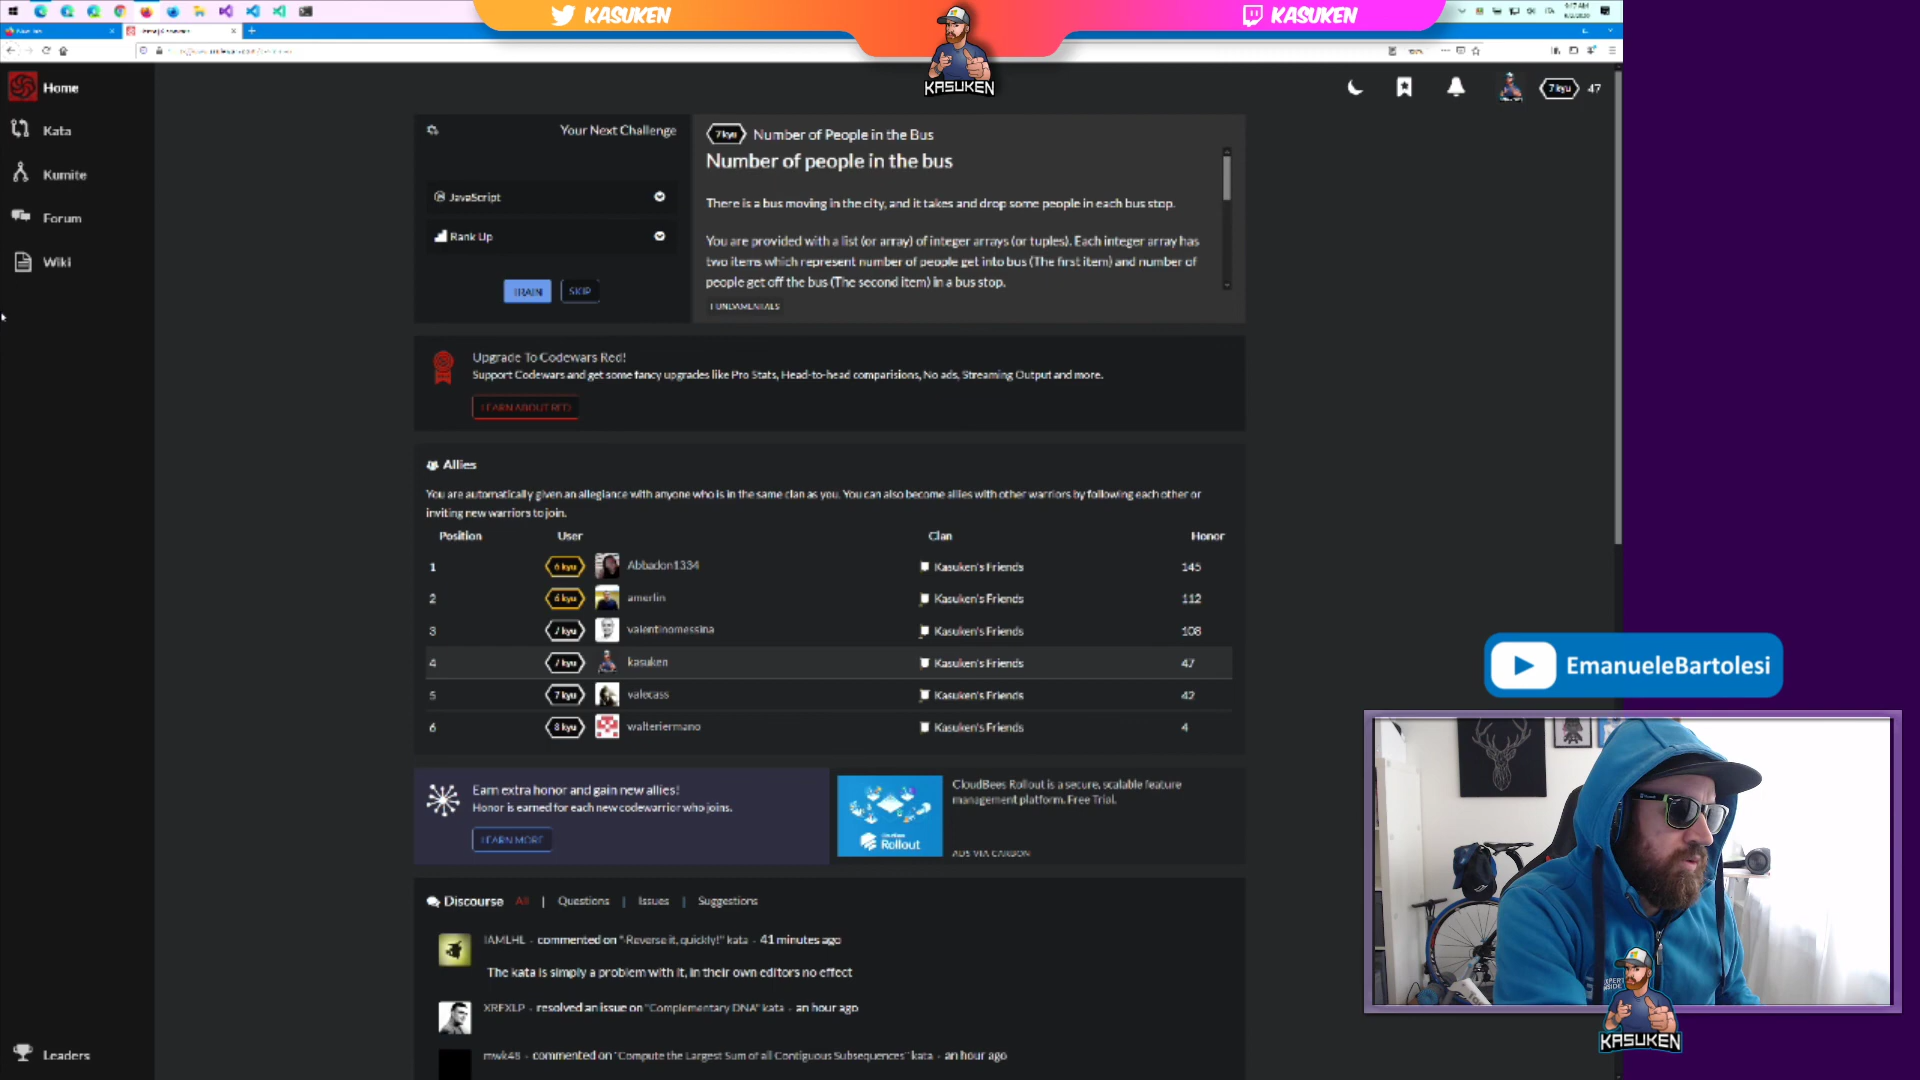 KASUKEN
KASUKEN
KASUKEN
9:17 AM
6/2/2020
Home
Kata
Kumite
Forum
Wiki
Leaders
7 kyu
47
Your Next Challenge
JavaScript
Rank Up
TRAIN
SKIP
7 kyu
Number of People in the Bus
Number of people in the bus
There is a bus moving in the city, and it takes and drop some people in each bus stop.
You are provided with a list (or array) of integer arrays (or tuples). Each integer array has
two items which represent number of people get into bus (The first item) and number of
people get off the bus (The second item) in a bus stop.
FUNDAMENTALS
Upgrade To Codewars Red!
Support Codewars and get some fancy upgrades like Pro Stats, Head-to-head comparisions, No ads, Streaming Output and more.
LEARN ABOUT RED
Allies
You are automatically given an allegiance with anyone who is in the same clan as you. You can also become allies with other warriors by following each other or
inviting new warriors to join.
Position User Clan Honor
1 6 kyu Abbadon1334 Kasuken's Friends 145
2 6 kyu amerlin Kasuken's Friends 112
3 7 kyu valentinomessina Kasuken's Friends 108
4 7 kyu kasuken Kasuken's Friends 47
5 7 kyu valecass Kasuken's Friends 42
6 8 kyu walteriermano Kasuken's Friends 4
Earn extra honor and gain new allies!
Honor is earned for each new codewarrior who joins.
LEARN MORE
Rollout
CloudBees Rollout is a secure, scalable feature
management platform. Free Trial.
ADS VIA CARBON
Discourse All | Questions | Issues | Suggestions
IAMLHL - commented on "-Reverse it, quickly!" kata - 41 minutes ago
The kata is simply a problem with it, in their own editors no effect
XRFXLP - resolved an issue on "Complementary DNA" kata - an hour ago
mwk48 - commented on "Compute the Largest Sum of all Contiguous Subsequences" kata - an hour ago
EmanueleBartolesi
KASUKEN